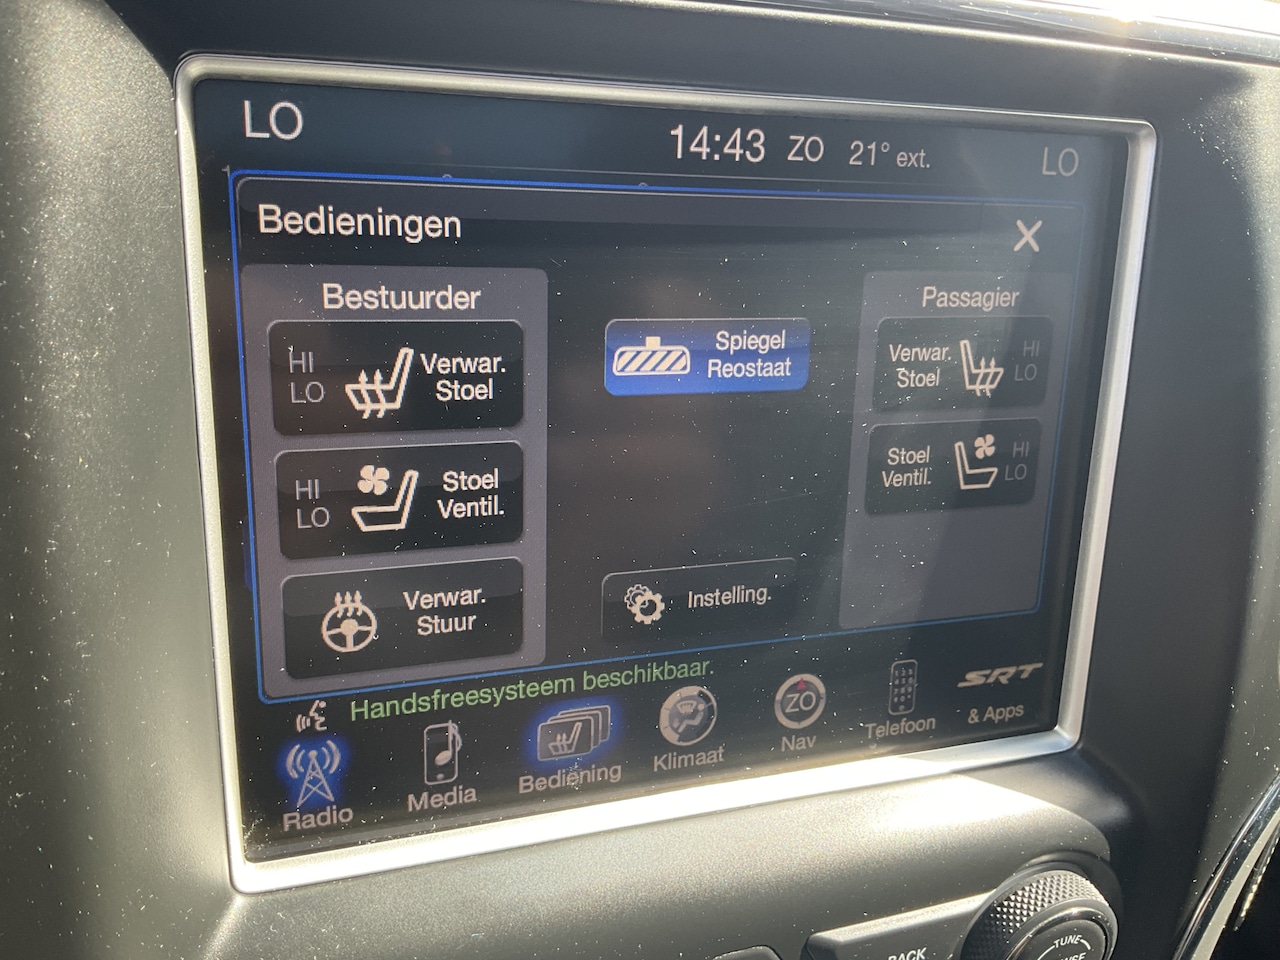 LO
14:43 ZO 21° ext.
LO
Bedieningen
X
Bestuurder
HI
LO
Verwar.
Stoel
HI
LO
Stoel
Ventil.
Verwar.
Stuur
Spiegel
Reostaat
Instelling.
Passagier
Verwar.
Stoel
HI
LO
Stoel
Ventil.
HI
LO
Handsfreesysteem beschikbaar.
Radio
Media
Bediening
Klimaat
ZO
Nav
Telefoon
SRT
& Apps
BACK
TUNE